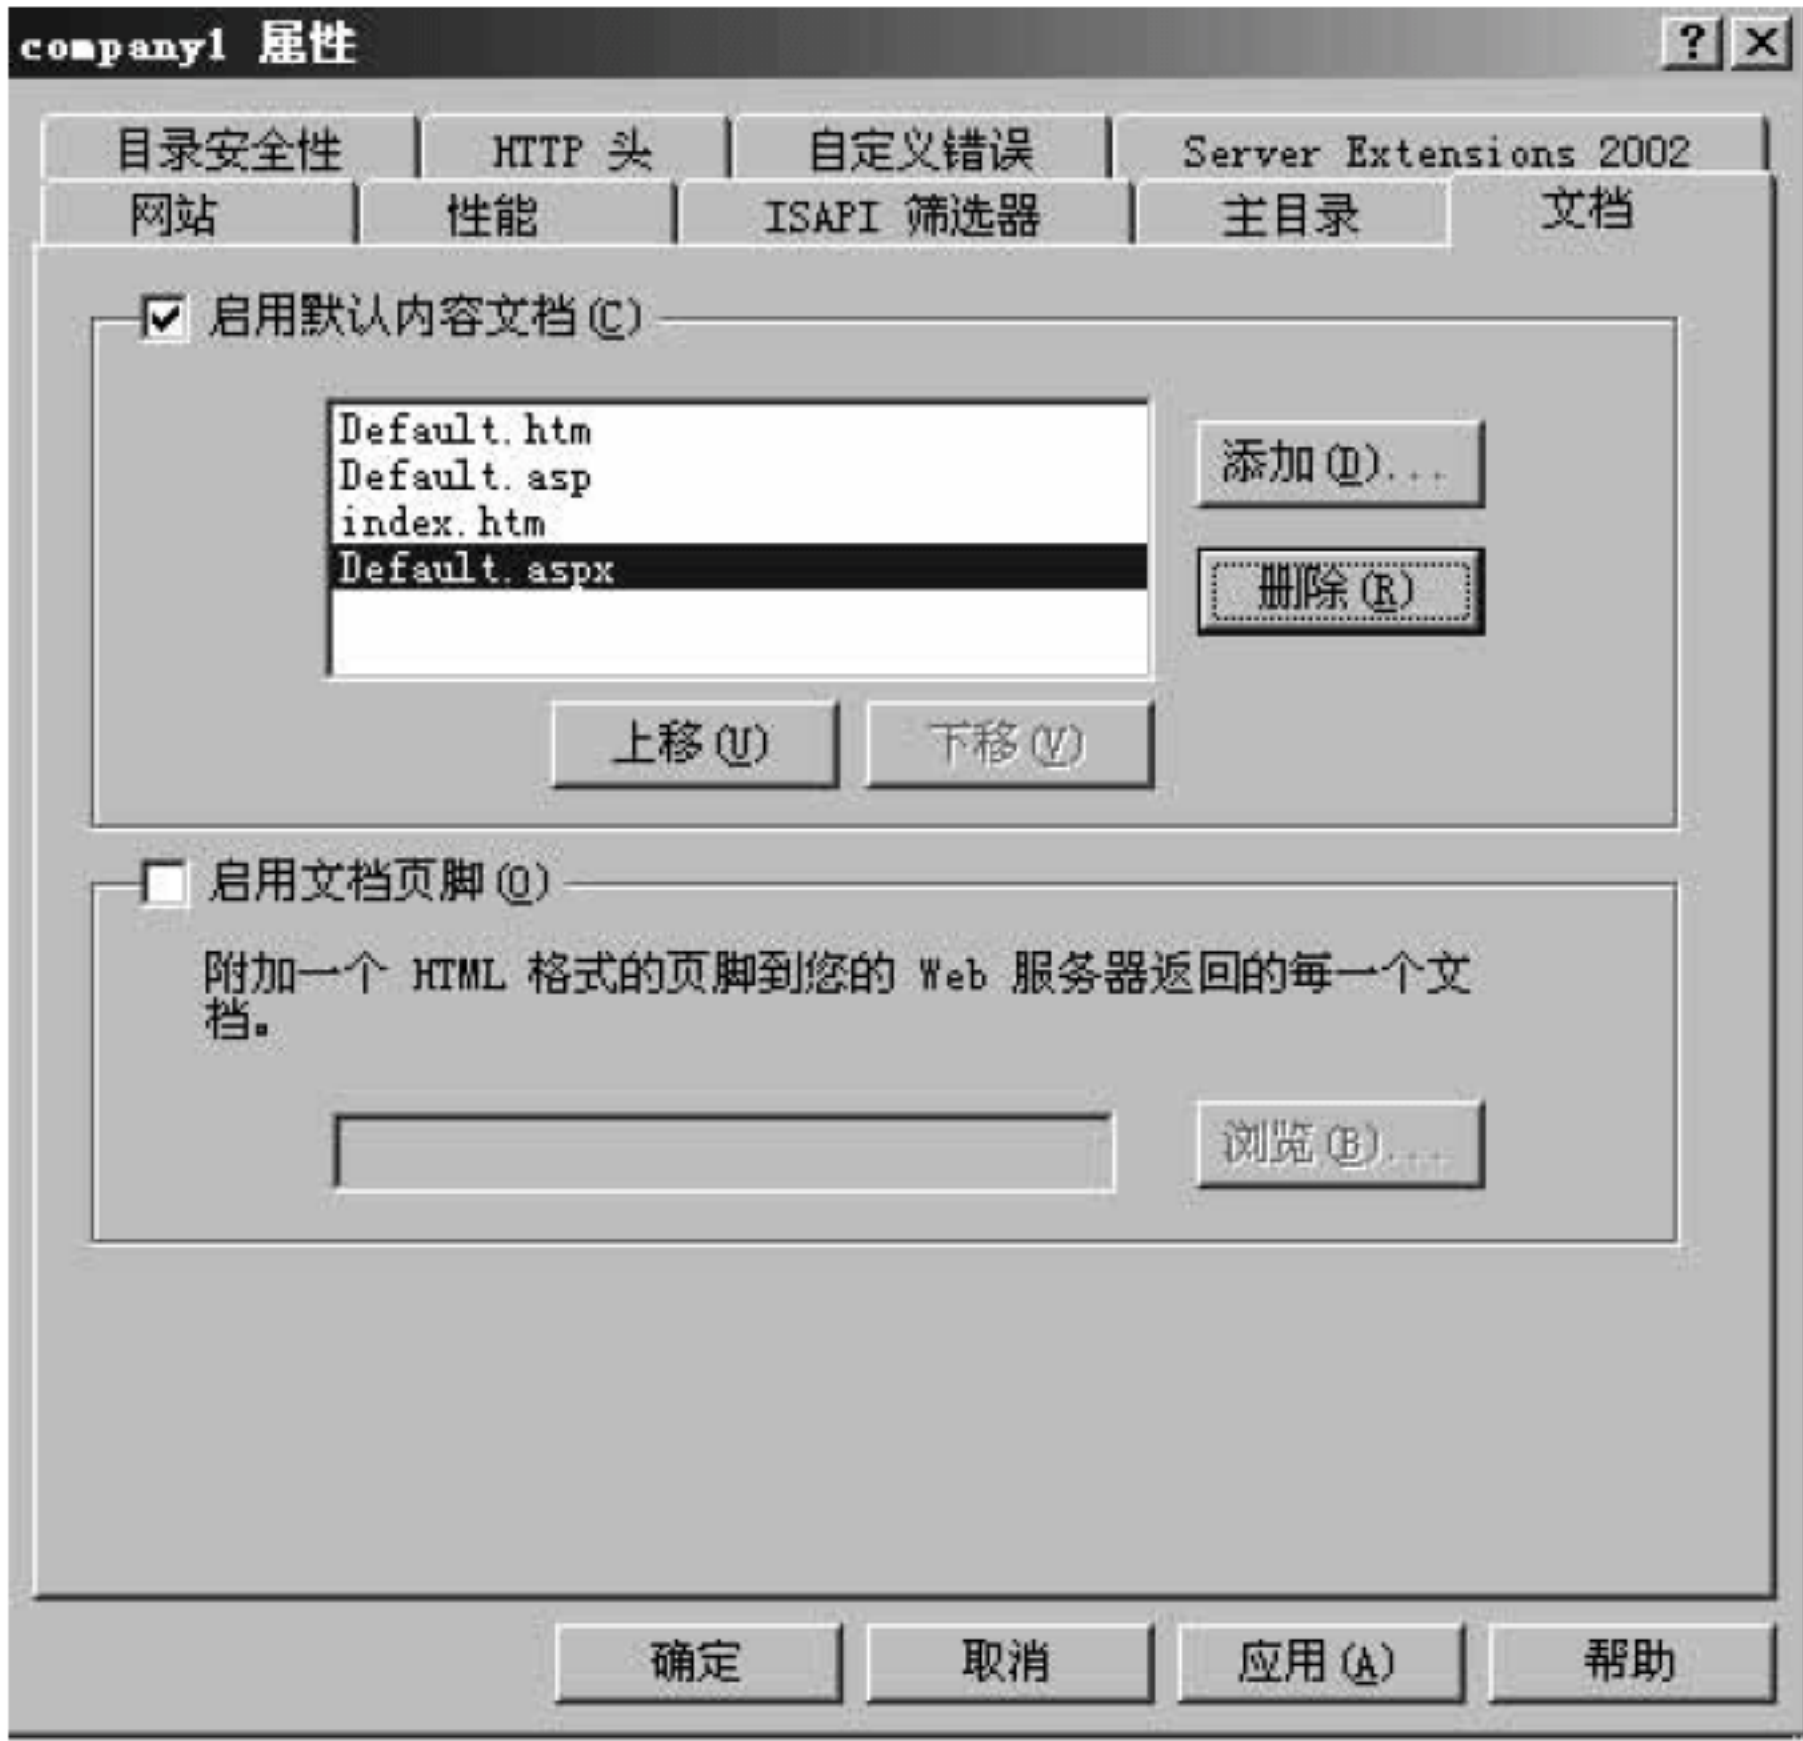 company1 属性
目录安全性 HTTP 头 自定义错误 Server Extensions 2002
网站 性能 ISAPI 筛选器 主目录 文档
启用默认内容文档(C)
Default.htm
Default.asp
index.htm
Default.aspx
添加(D)...
删除(R)
上移(U) 下移(V)
启用文档页脚(O)
附加一个 HTML 格式的页脚到您的 Web 服务器返回的每一个文
档。
浏览(B)...
确定 取消 应用(A) 帮助